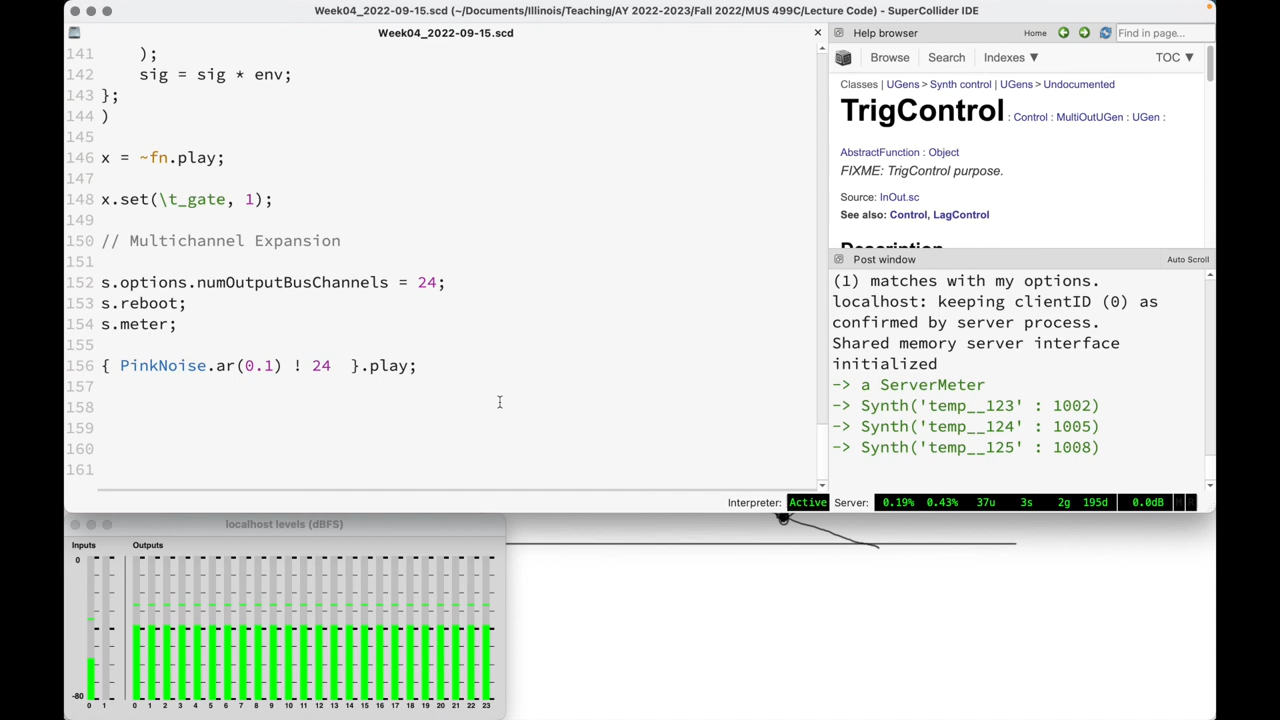 Week04_2022-09-15.scd (~/Documents/Illinois/Teaching/AY 2022-2023/Fall 2022/MUS 499C/Lecture Code) - SuperCollider IDE
Week04_2022-09-15.scd
141 );
142 sig = sig * env;
143 };
144 )
145
146 x = ~fn.play;
147
148 x.set(\t_gate, 1);
149
150 // Multichannel Expansion
151
152 s.options.numOutputBusChannels = 24;
153 s.reboot;
154 s.meter;
155
156 { PinkNoise.ar(0.1) ! 24 }.play;
157
158
159
160
161
Help browser Home Find in page...
Browse Search Indexes ▼ TOC ▼
Classes | UGens > Synth control | UGens > Undocumented
TrigControl : Control : MultiOutUGen : UGen :
AbstractFunction : Object
FIXME: TrigControl purpose.
Source: InOut.sc
See also: Control, LagControl
Description
Post window Auto Scroll
(1) matches with my options.
localhost: keeping clientID (0) as
confirmed by server process.
Shared memory server interface
initialized
-> a ServerMeter
-> Synth('temp__123' : 1002)
-> Synth('temp__124' : 1005)
-> Synth('temp__125' : 1008)
Interpreter: Active Server: 0.19% 0.43% 37u 3s 2g 195d 0.0dB M R
localhost levels (dBFS)
Inputs Outputs
0
-80
0 1 0 1 2 3 4 5 6 7 8 9 10 11 12 13 14 15 16 17 18 19 20 21 22 23